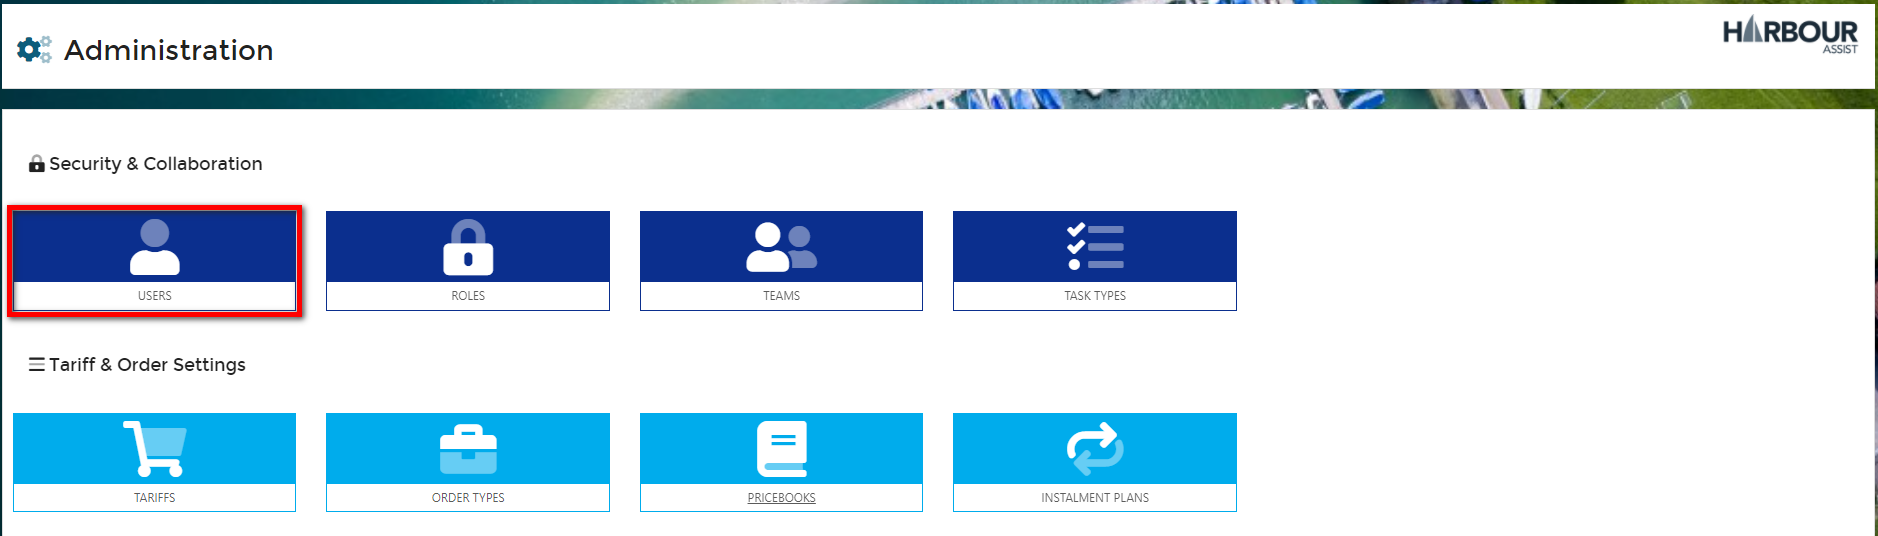 Administration
HARBOUR
ASSIST
Security & Collaboration
USERS
ROLES
TEAMS
TASK TYPES
Tariff & Order Settings
TARIFFS
ORDER TYPES
PRICEBOOKS
INSTALMENT PLANS